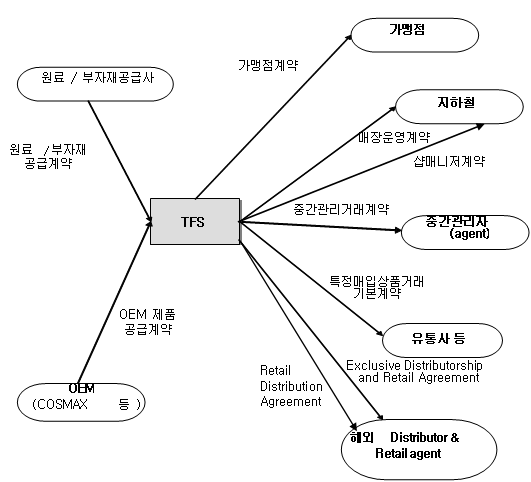 가맹점
원료 / 부자재공급사
가맹점계약
지하철
매장운영계약
원료 /부자재
공급계약
샵매니저계약
중간관리거래계약
TFS
중간관리자
(agent)
특정매입상품거래
기본계약
OEM 제품
공급계약
유통사 등
Retail
Distribution
Agreement
Exclusive Distributorship
and Retail Agreement
OEM
(COSMAX 등 )
해외 Distributor &
Retail agent